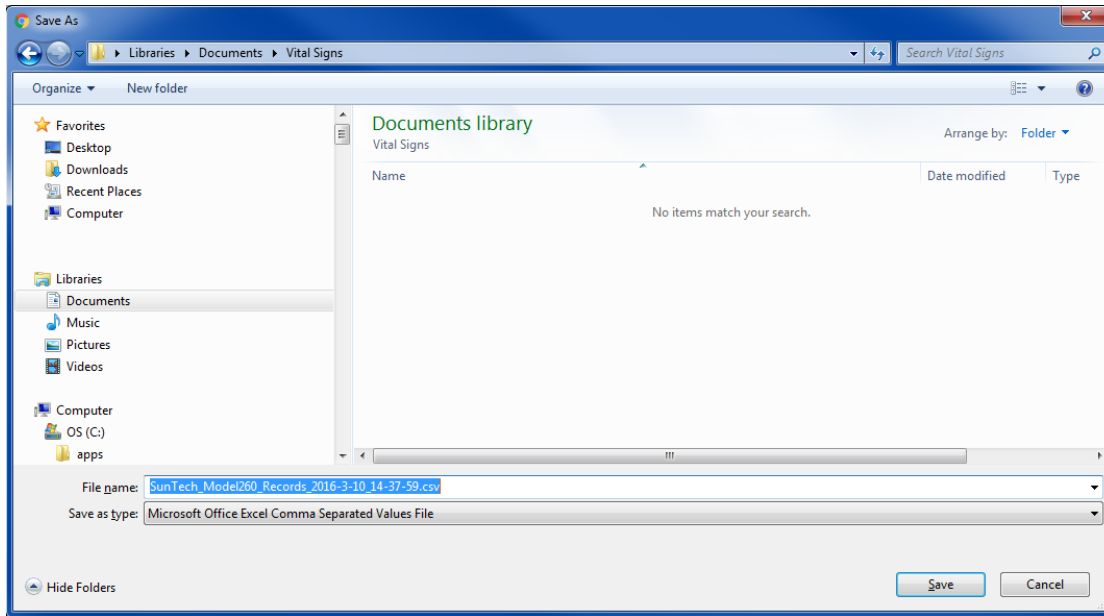 Save As
Libraries Documents Vital Signs
Search Vital Signs
Organize New folder
Favorites
Desktop
Downloads
Recent Places
Computer
Libraries
Documents
Music
Pictures
Videos
Computer
OS (C:)
apps
Documents library
Vital Signs
Arrange by: Folder
Name Date modified Type
No items match your search.
File name: SunTech_Model260_Records_2016-3-10_14-37-59.csv
Save as type: Microsoft Office Excel Comma Separated Values File
Hide Folders
Save Cancel